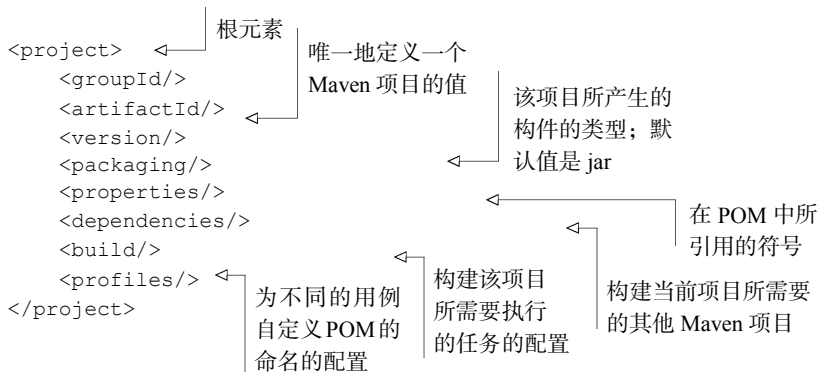 根元素
<project>
唯一地定义一个
Maven 项目的值
<groupId/>
<artifactId/>
<version/>
该项目所产生的
构件的类型；默
认值是 jar
<packaging/>
<properties/>
在 POM 中所
引用的符号
<dependencies/>
构建当前项目所需要
的其他 Maven 项目
<build/>
构建该项目
所需要执行
的任务的配置
<profiles/>
为不同的用例
自定义POM的
命名的配置
</project>